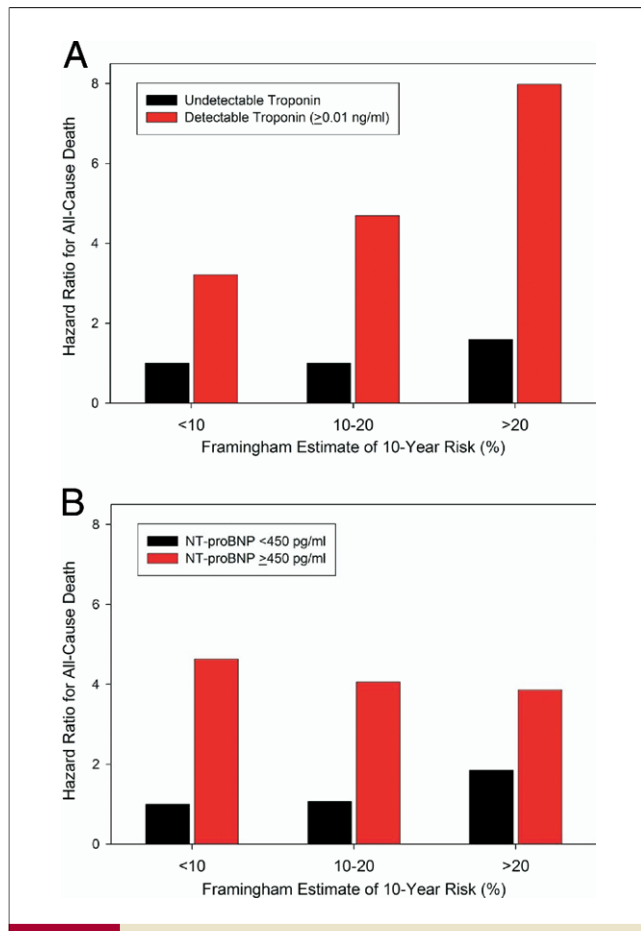 A
Undetectable Troponin
Detectable Troponin (≥0.01 ng/ml)
Hazard Ratio for All-Cause Death
8
6
4
2
0
<10 10-20 >20
Framingham Estimate of 10-Year Risk (%)
B
NT-proBNP <450 pg/ml
NT-proBNP ≥450 pg/ml
Hazard Ratio for All-Cause Death
8
6
4
2
0
<10 10-20 >20
Framingham Estimate of 10-Year Risk (%)